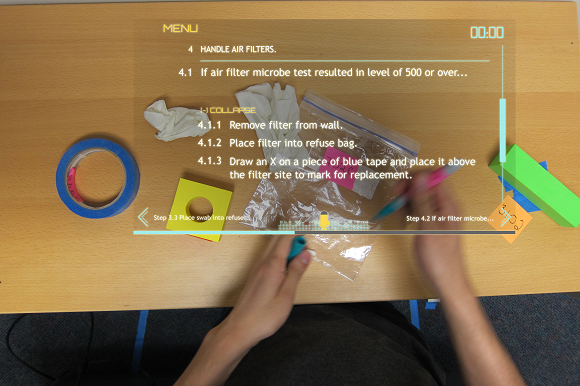 MENU
00:00
4 HANDLE AIR FILTERS.
4.1 If air filter microbe test resulted in level of 500 or over...
1-1 COLLAPSE
4.1.1 Remove filter from wall.
4.1.2 Place filter into refuse bag.
4.1.3 Draw an X on a piece of blue tape and place it above
the filter site to mark for replacement.
Step 3.3 Place swab into refuse...
Step 4.2 If air filter microbe...